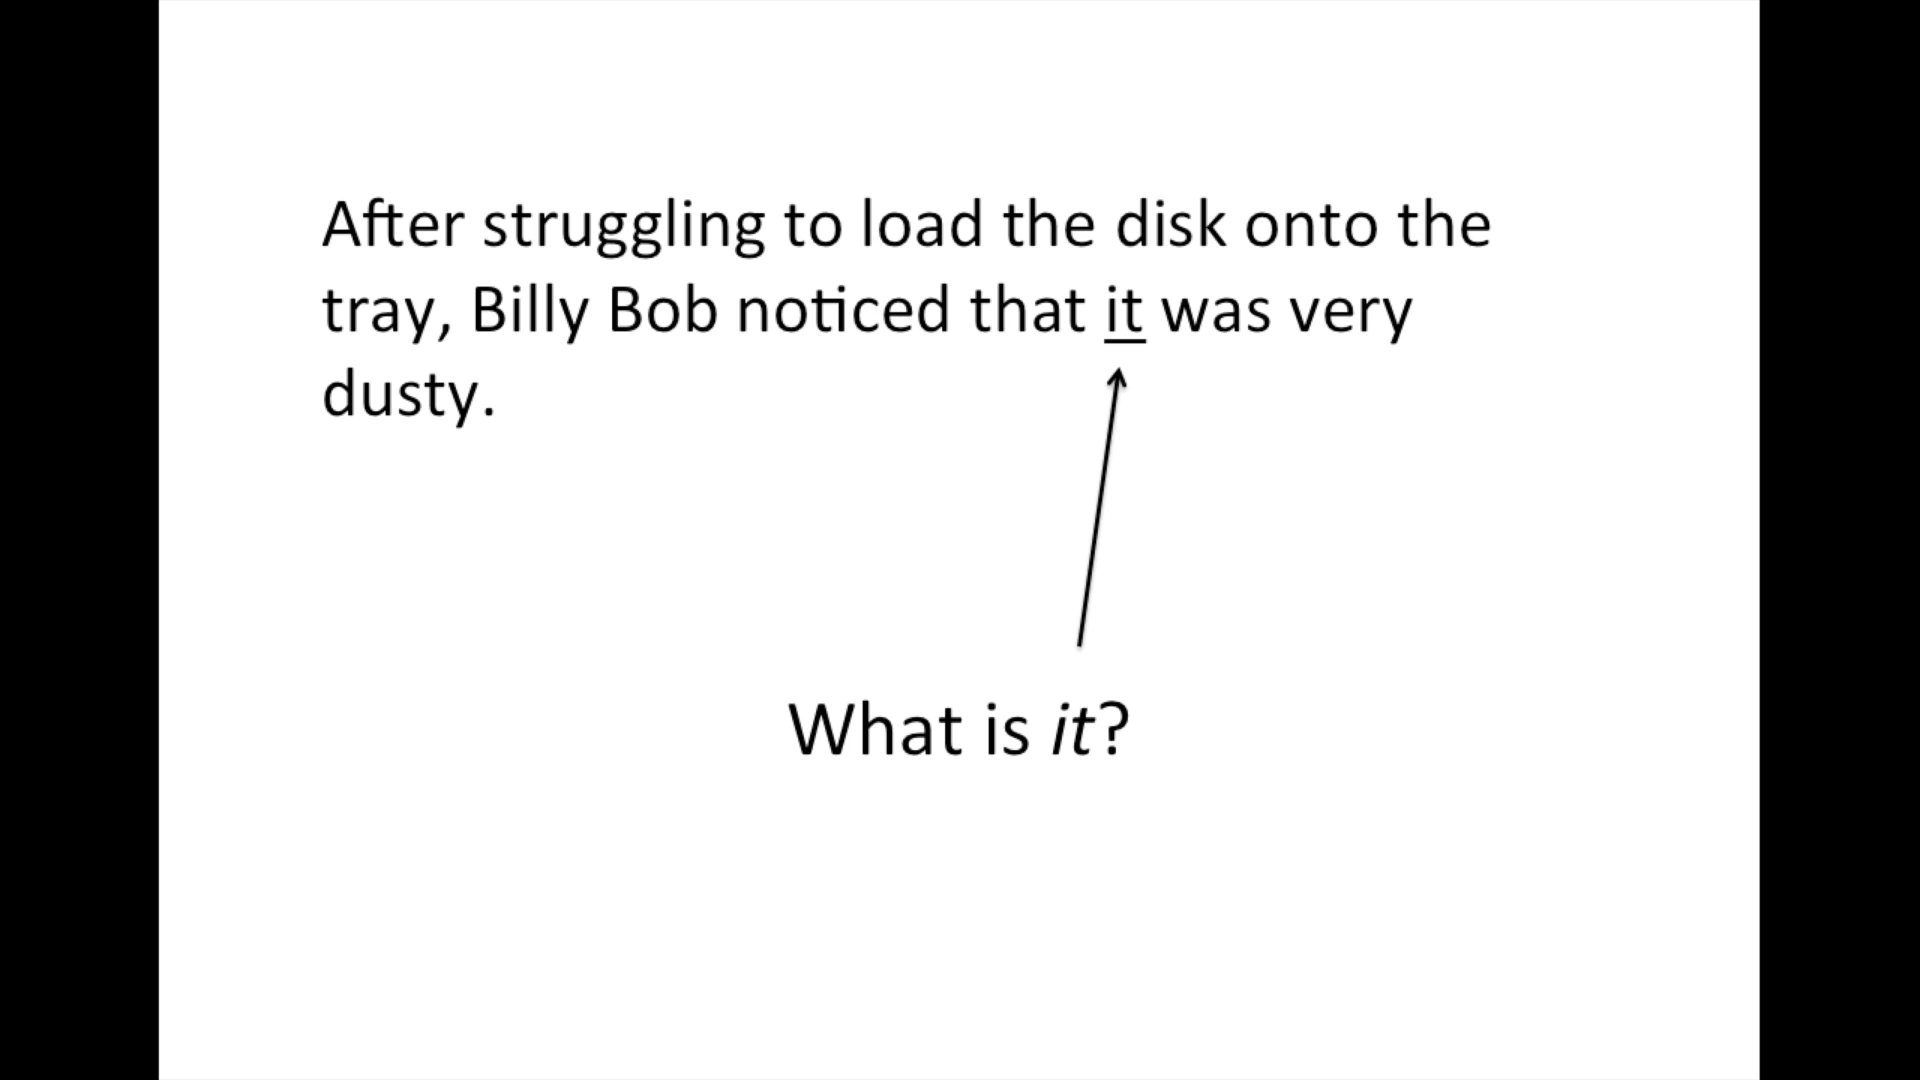 After struggling to load the disk onto the
tray, Billy Bob noticed that it was very
dusty.
What is it?